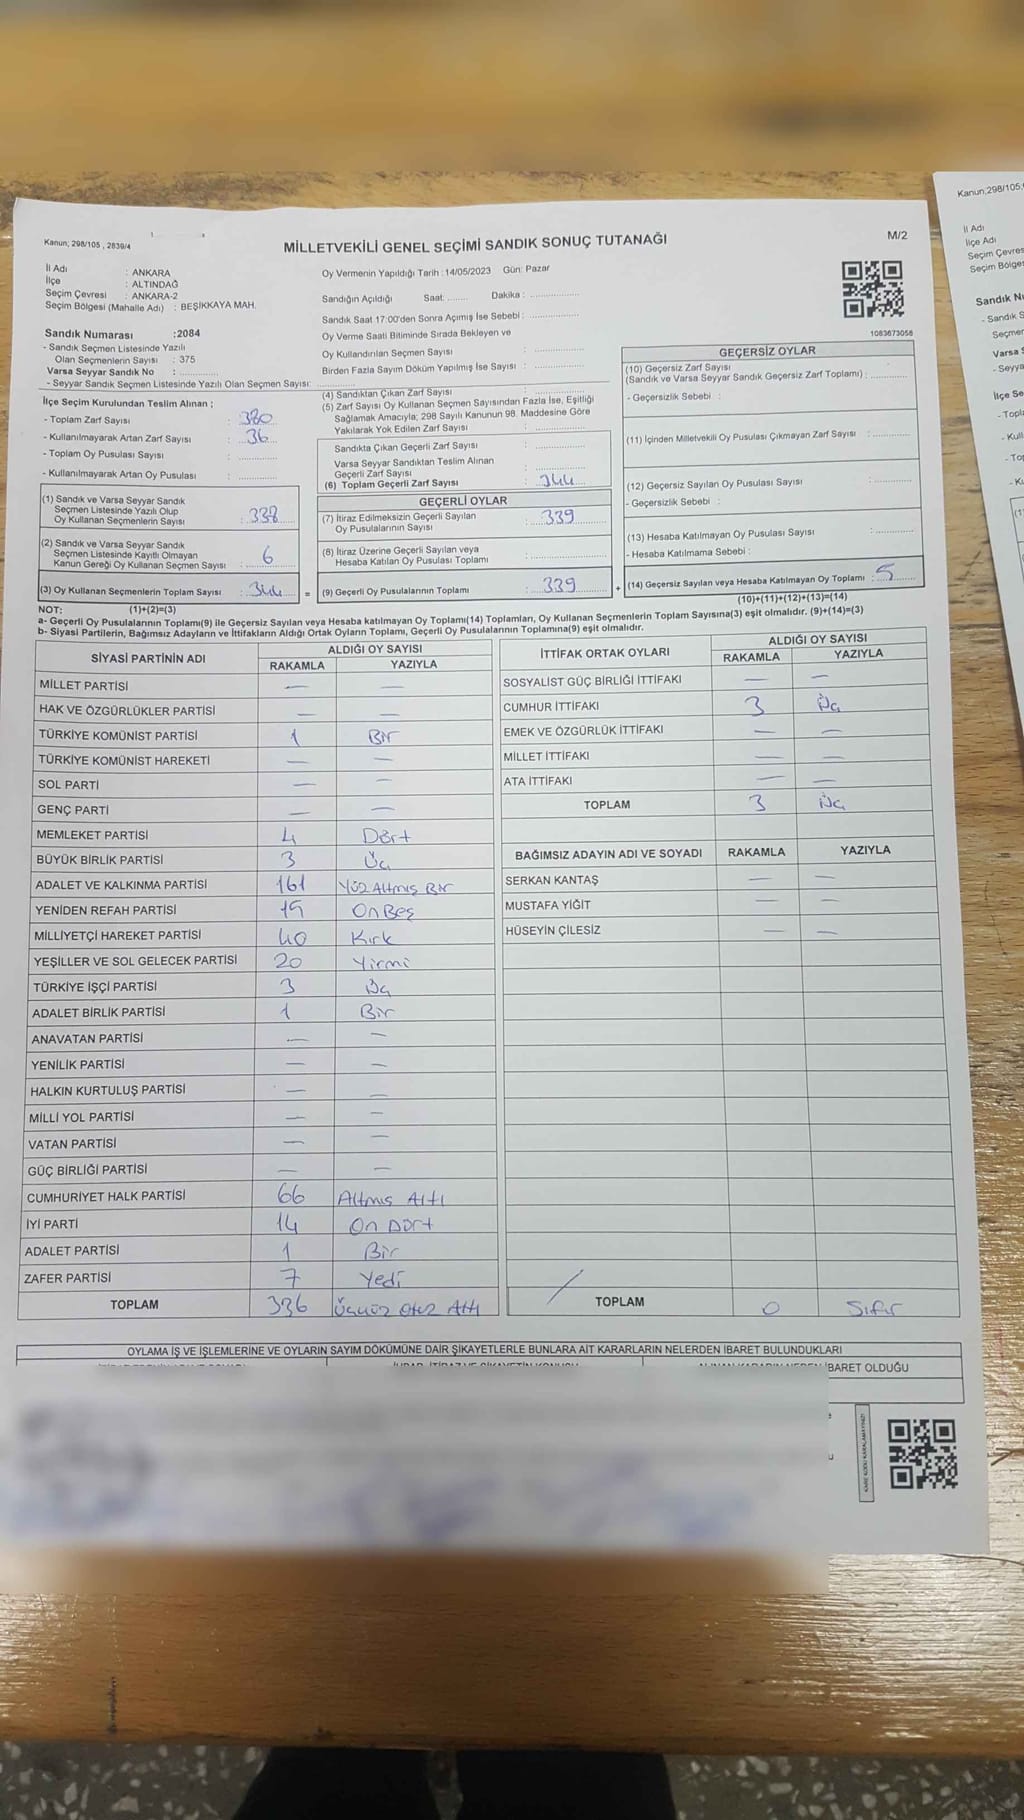 Kanun; 298/105 , 2839/4
MİLLETVEKİLİ GENEL SEÇİMİ SANDIK SONUÇ TUTANAĞI
M/2
İl Adı : ANKARA
İlçe : ALTINDAĞ
Seçim Çevresi : ANKARA-2
Seçim Bölgesi (Mahalle Adı) : BEŞİKKAYA MAH.
Sandık Numarası :2084
- Sandık Seçmen Listesinde Yazılı
Olan Seçmenlerin Sayısı : 375
Varsa Seyyar Sandık No :
- Seyyar Sandık Seçmen Listesinde Yazılı Olan Seçmen Sayısı:
İlçe Seçim Kurulundan Teslim Alınan ;
- Toplam Zarf Sayısı : 380
- Kullanılmayarak Artan Zarf Sayısı : 36
- Toplam Oy Pusulası Sayısı :
- Kullanılmayarak Artan Oy Pusulası :
(1) Sandık ve Varsa Seyyar Sandık
Seçmen Listesinde Yazılı Olup
Oy Kullanan Seçmenlerin Sayısı : 338
(2) Sandık ve Varsa Seyyar Sandık
Seçmen Listesinde Kayıtlı Olmayan
Kanun Gereği Oy Kullanan Seçmen Sayısı : 6
(3) Oy Kullanan Seçmenlerin Toplam Sayısı : 344 =
Oy Vermenin Yapıldığı Tarih :14/05/2023 Gün: Pazar
Sandığın Açıldığı Saat: Dakika :
Sandık Saat 17:00'den Sonra Açımış İse Sebebi :
Oy Verme Saati Bitiminde Sırada Bekleyen ve
Oy Kullandırılan Seçmen Sayısı :
Birden Fazla Sayım Döküm Yapılmış İse Sayısı :
(4) Sandıktan Çıkan Zarf Sayısı :
(5) Zarf Sayısı Oy Kullanan Seçmen Sayısından Fazla İse, Eşitliği
Sağlamak Amacıyla; 298 Sayılı Kanunun 98. Maddesine Göre
Yakılarak Yok Edilen Zarf Sayısı :
Sandıkta Çıkan Geçerli Zarf Sayısı :
Varsa Seyyar Sandıktan Teslim Alınan
Geçerli Zarf Sayısı :
(6) Toplam Geçerli Zarf Sayısı : 344
GEÇERLİ OYLAR
(7) İtiraz Edilmeksizin Geçerli Sayılan
Oy Pusulalarının Sayısı : 339
(8) İtiraz Üzerine Geçerli Sayılan veya
Hesaba Katılan Oy Pusulası Toplamı :
(9) Geçerli Oy Pusulalarının Toplamı : 339 +
1083673058
GEÇERSİZ OYLAR
(10) Geçersiz Zarf Sayısı
(Sandık ve Varsa Seyyar Sandık Geçersiz Zarf Toplamı) :
- Geçersizlik Sebebi :
(11) İçinden Milletvekili Oy Pusulası Çıkmayan Zarf Sayısı :
(12) Geçersiz Sayılan Oy Pusulası Sayısı :
- Geçersizlik Sebebi :
(13) Hesaba Katılmayan Oy Pusulası Sayısı :
- Hesaba Katılmama Sebebi :
(14) Geçersiz Sayılan veya Hesaba Katılmayan Oy Toplamı : 5
(10)+(11)+(12)+(13)=(14)
NOT: (1)+(2)=(3)
a- Geçerli Oy Pusulalarının Toplamı(9) ile Geçersiz Sayılan veya Hesaba katılmayan Oy Toplamı(14) Toplamları, Oy Kullanan Seçmenlerin Toplam Sayısına(3) eşit olmalıdır. (9)+(14)=(3)
b- Siyasi Partilerin, Bağımsız Adayların ve İttifakların Aldığı Ortak Oyların Toplamı, Geçerli Oy Pusulalarının Toplamına(9) eşit olmalıdır.
SİYASİ PARTİNİN ADI ALDIĞI OY SAYISI
RAKAMLA YAZIYLA
MİLLET PARTİSİ — —
HAK VE ÖZGÜRLÜKLER PARTİSİ — —
TÜRKİYE KOMÜNİST PARTİSİ 1 Bir
TÜRKİYE KOMÜNİST HAREKETİ — —
SOL PARTİ — —
GENÇ PARTİ — —
MEMLEKET PARTİSİ 4 Dört
BÜYÜK BİRLİK PARTİSİ 3 Üç
ADALET VE KALKINMA PARTİSİ 161 Yüz Altmış Bir
YENİDEN REFAH PARTİSİ 15 On Beş
MİLLİYETÇİ HAREKET PARTİSİ 40 Kırk
YEŞİLLER VE SOL GELECEK PARTİSİ 20 Yirmi
TÜRKİYE İŞÇİ PARTİSİ 3 Üç
ADALET BİRLİK PARTİSİ 1 Bir
ANAVATAN PARTİSİ — —
YENİLİK PARTİSİ — —
HALKIN KURTULUŞ PARTİSİ — —
MİLLİ YOL PARTİSİ — —
VATAN PARTİSİ — —
GÜÇ BİRLİĞİ PARTİSİ — —
CUMHURİYET HALK PARTİSİ 66 Altmış Altı
İYİ PARTİ 14 On Dört
ADALET PARTİSİ 1 Bir
ZAFER PARTİSİ 7 Yedi
TOPLAM 336 Üçyüz Otuz Altı
İTTİFAK ORTAK OYLARI ALDIĞI OY SAYISI
RAKAMLA YAZIYLA
SOSYALİST GÜÇ BİRLİĞİ İTTİFAKI — —
CUMHUR İTTİFAKI 3 Üç
EMEK VE ÖZGÜRLÜK İTTİFAKI — —
MİLLET İTTİFAKI — —
ATA İTTİFAKI — —
TOPLAM 3 Üç
BAĞIMSIZ ADAYIN ADI VE SOYADI RAKAMLA YAZIYLA
SERKAN KANTAŞ — —
MUSTAFA YİĞİT — —
HÜSEYİN ÇİLESİZ — —
TOPLAM 0 Sıfır
OYLAMA İŞ VE İŞLEMLERİNE VE OYLARIN SAYIM DÖKÜMÜNE DAİR ŞİKAYETLERLE BUNLARA AİT KARARLARIN NELERDEN İBARET BULUNDUKLARI
İBARET OLDUĞU
Kanun;298/105;
İl Adı
İlçe Adı
Seçim Çevres
Seçim Bölges